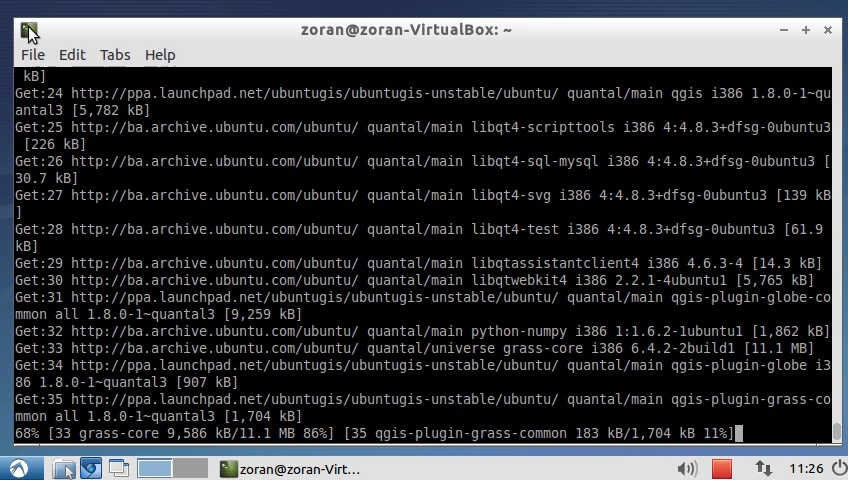 zoran@zoran-VirtualBox: ~
File Edit Tabs Help
kB]
Get:24 http://ppa.launchpad.net/ubuntugis/ubuntugis-unstable/ubuntu/ quantal/main qgis i386 1.8.0-1~qu
antal3 [5,782 kB]
Get:25 http://ba.archive.ubuntu.com/ubuntu/ quantal/main libqt4-scripttools i386 4:4.8.3+dfsg-0ubuntu3
[226 kB]
Get:26 http://ba.archive.ubuntu.com/ubuntu/ quantal/main libqt4-sql-mysql i386 4:4.8.3+dfsg-0ubuntu3 [
30.7 kB]
Get:27 http://ba.archive.ubuntu.com/ubuntu/ quantal/main libqt4-svg i386 4:4.8.3+dfsg-0ubuntu3 [139 kB
]
Get:28 http://ba.archive.ubuntu.com/ubuntu/ quantal/main libqt4-test i386 4:4.8.3+dfsg-0ubuntu3 [61.9
kB]
Get:29 http://ba.archive.ubuntu.com/ubuntu/ quantal/main libqtassistantclient4 i386 4.6.3-4 [14.3 kB]
Get:30 http://ba.archive.ubuntu.com/ubuntu/ quantal/main libqtwebkit4 i386 2.2.1-4ubuntu1 [5,765 kB]
Get:31 http://ppa.launchpad.net/ubuntugis/ubuntugis-unstable/ubuntu/ quantal/main qgis-plugin-globe-co
mmon all 1.8.0-1~quantal3 [9,259 kB]
Get:32 http://ba.archive.ubuntu.com/ubuntu/ quantal/main python-numpy i386 1:1.6.2-1ubuntu1 [1,862 kB]
Get:33 http://ba.archive.ubuntu.com/ubuntu/ quantal/universe grass-core i386 6.4.2-2build1 [11.1 MB]
Get:34 http://ppa.launchpad.net/ubuntugis/ubuntugis-unstable/ubuntu/ quantal/main qgis-plugin-globe i3
86 1.8.0-1~quantal3 [907 kB]
Get:35 http://ppa.launchpad.net/ubuntugis/ubuntugis-unstable/ubuntu/ quantal/main qgis-plugin-grass-co
mmon all 1.8.0-1~quantal3 [1,704 kB]
68% [33 grass-core 9,586 kB/11.1 MB 86%] [35 qgis-plugin-grass-common 183 kB/1,704 kB 11%]
zoran@zoran-Virt...
11:26